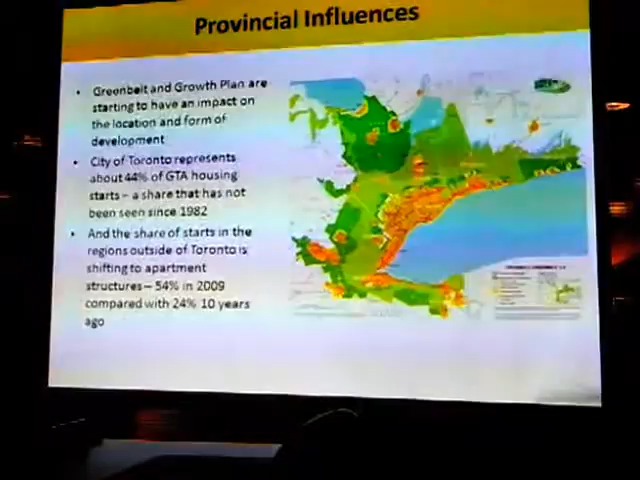 Provincial Influences
• Greenbelt and Growth Plan are
starting to have an impact on
the location and form of
development
• City of Toronto represents
about 44% of GTA housing
starts – a share that has not
been seen since 1982
• And the share of starts in the
regions outside of Toronto is
shifting to apartment
structures – 54% in 2009
compared with 24% 10 years
ago